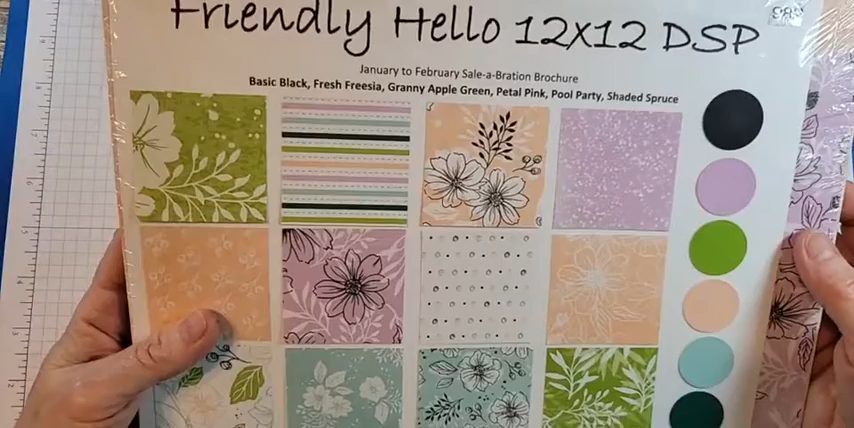 Friendly Hello 12X12 DSP
January to February Sale-a-Bration Brochure
Basic Black, Fresh Freesia, Granny Apple Green, Petal Pink, Pool Party, Shaded Spruce